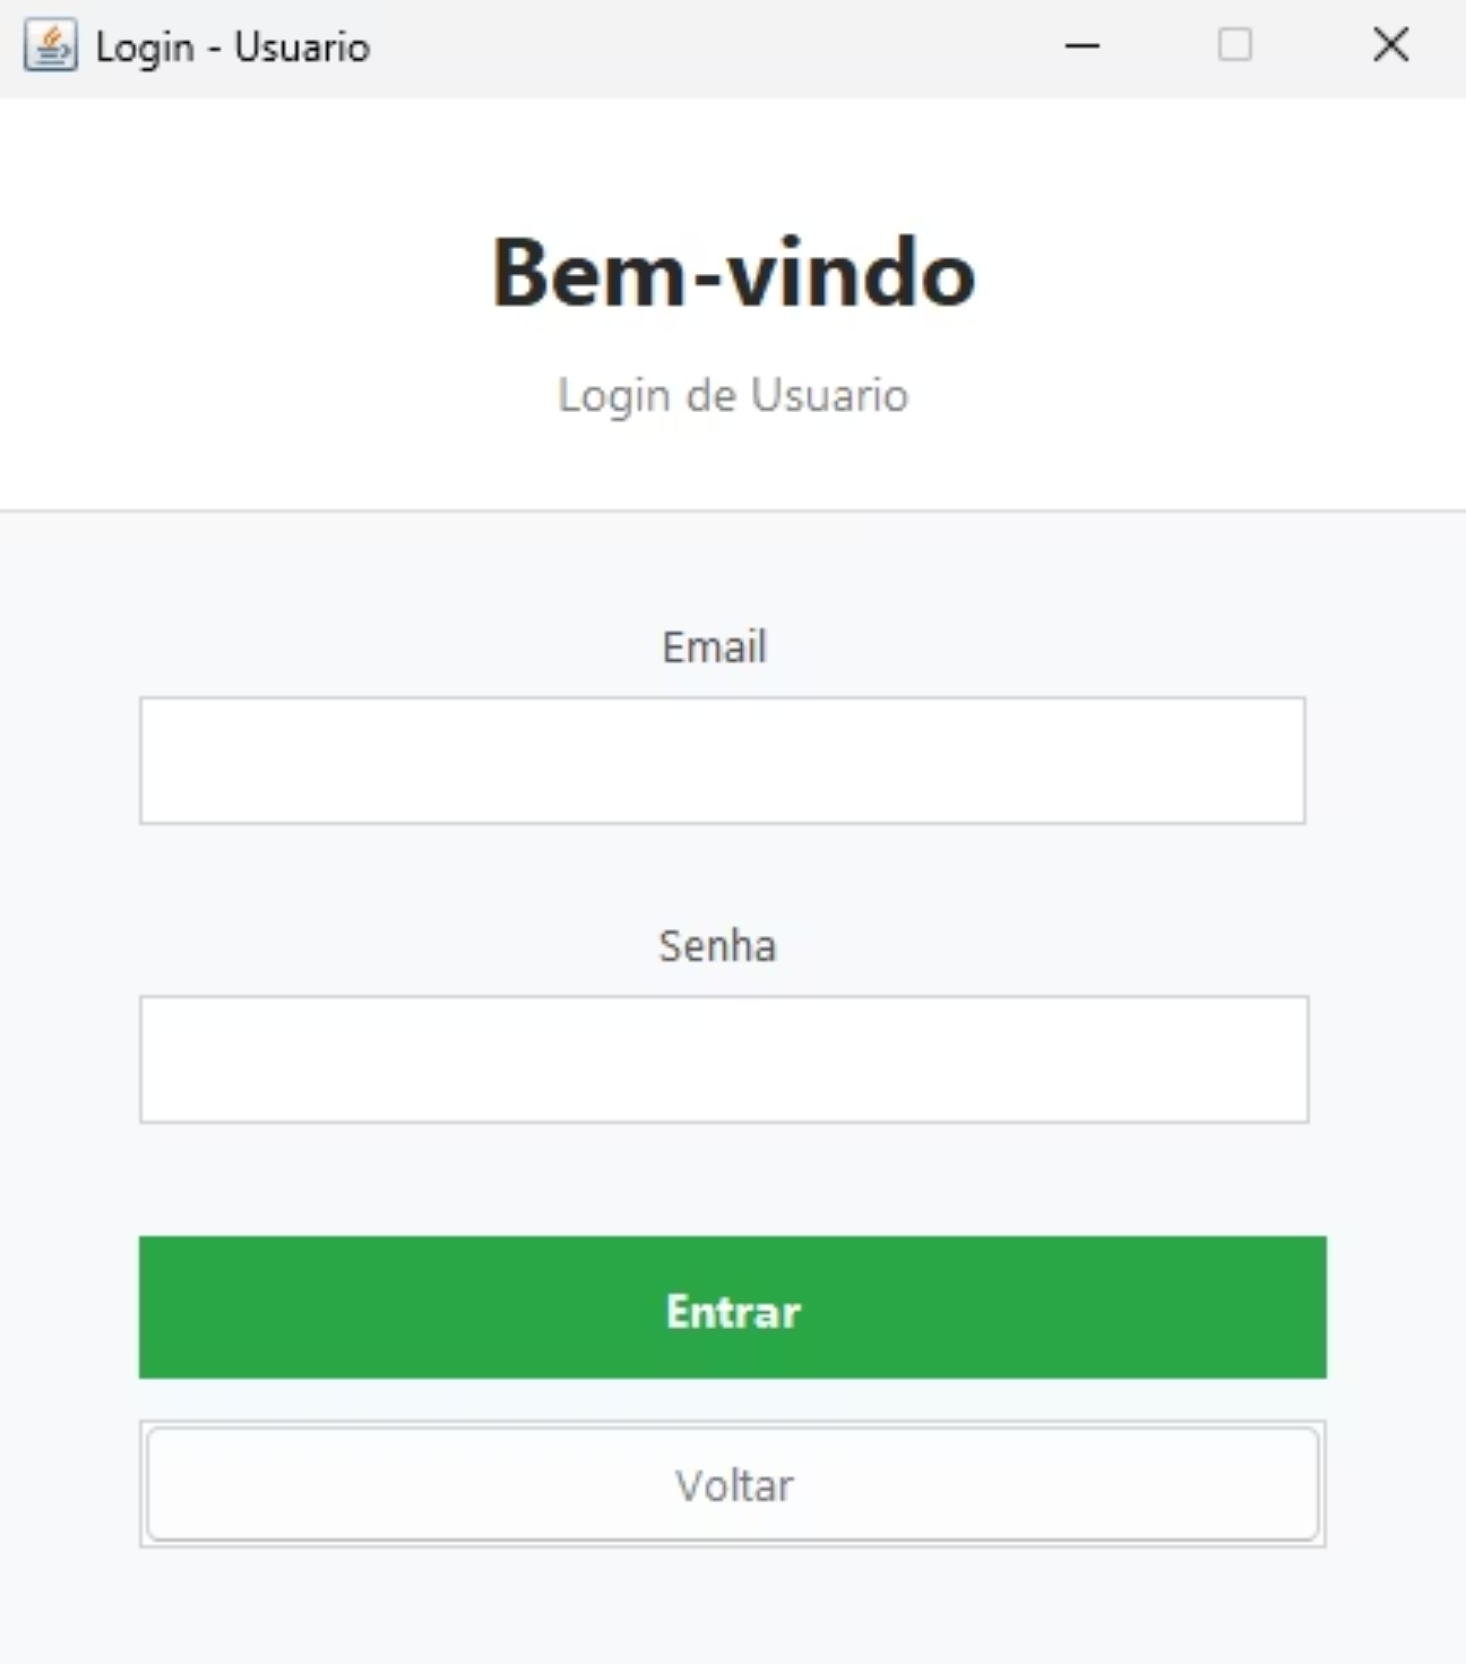 Login - Usuario
Bem-vindo
Login de Usuario
Email
Senha
Entrar
Voltar